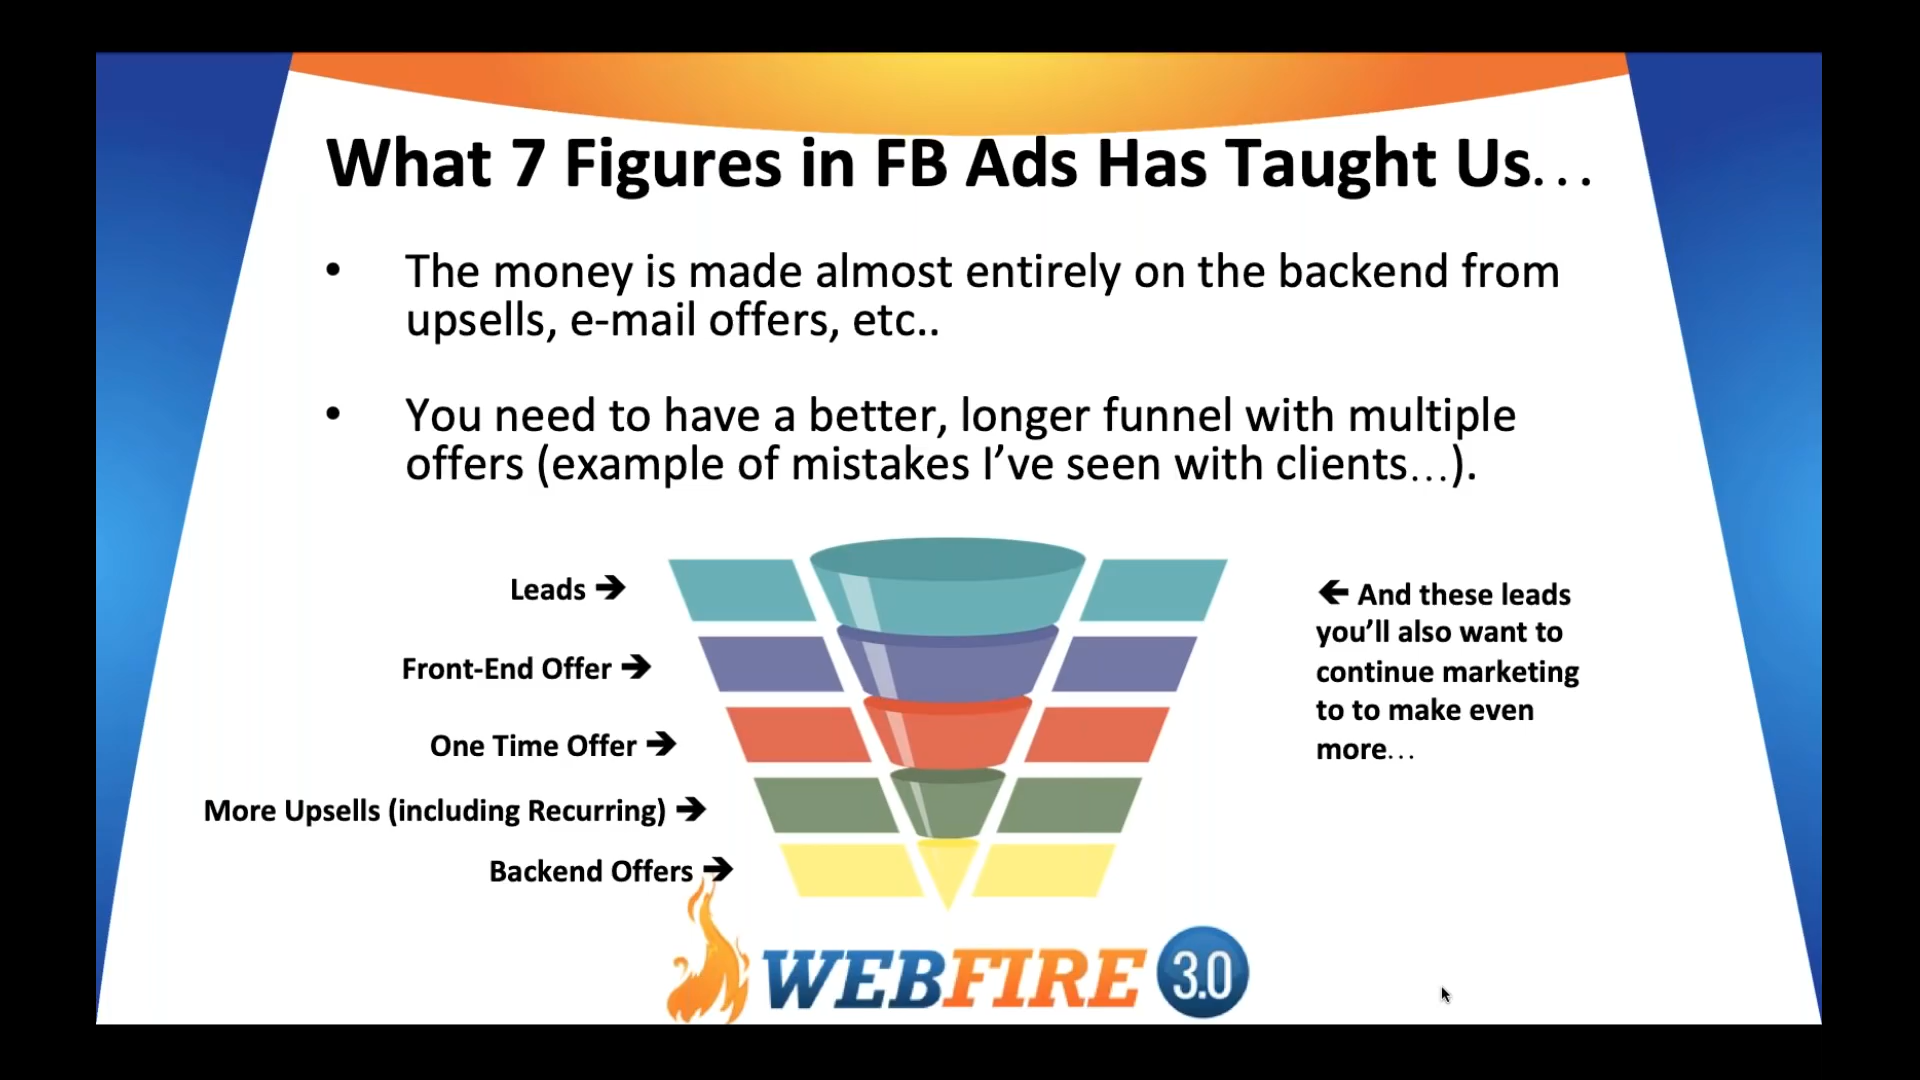 What 7 Figures in FB Ads Has Taught Us...
• The money is made almost entirely on the backend from
upsells, e-mail offers, etc..
• You need to have a better, longer funnel with multiple
offers (example of mistakes I’ve seen with clients...).
Leads →
Front-End Offer →
One Time Offer →
More Upsells (including Recurring) →
Backend Offers →
← And these leads
you’ll also want to
continue marketing
to to make even
more...
WEBFIRE 3.0